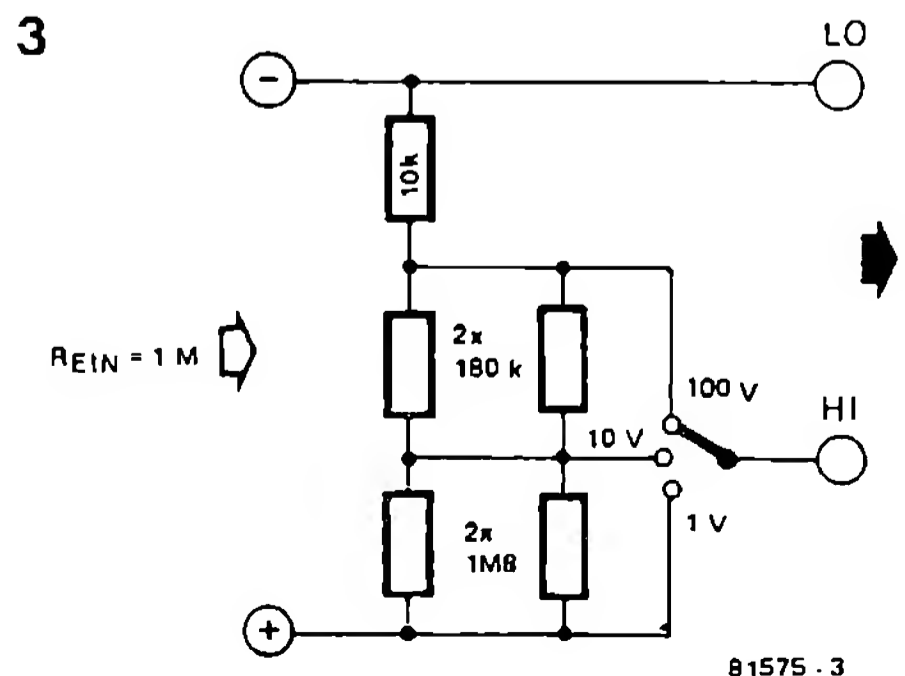 3
LO
−
10k
2x
180 k
REIN = 1 M
100 V
HI
10 V
1 V
2x
1M8
+
81575 - 3